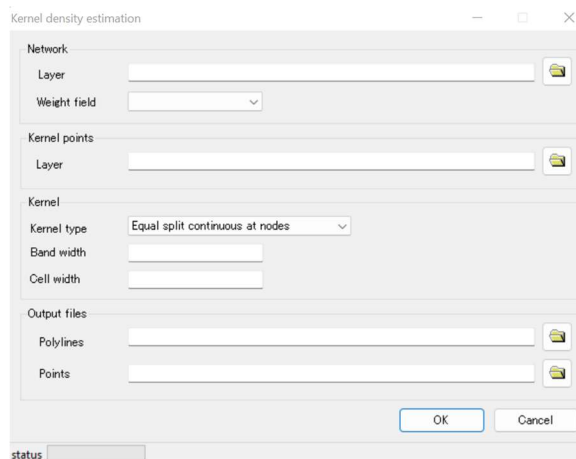 Kernel density estimation
Network
Layer
Weight field
Kernel points
Layer
Kernel
Kernel type Equal split continuous at nodes
Band width
Cell width
Output files
Polylines
Points
OK Cancel
status